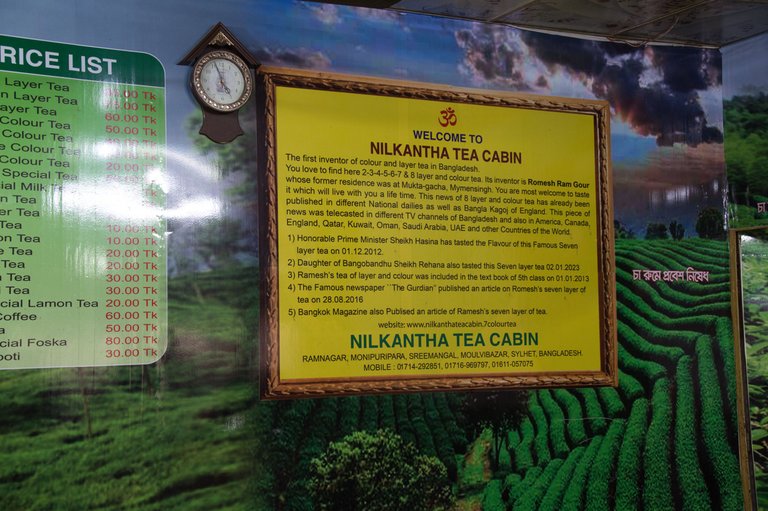 RICE LIST
Layer Tea
Layer Tea 75.00 Tk
ayer Tea 60.00 Tk
Colour Tea 50.00 Tk
Colour Tea 40.00 Tk
e Colour Tea
Colour Tea 20.00 Tk
Special Tea
ial Milk Tea
Tea
Tea
Tea 10.00 Tk
on Tea 10.00 Tk
Tea 20.00 Tk
Tea 30.00 Tk
Tea 30.00 Tk
cial Lamon Tea 20.00 Tk
Coffee 60.00 Tk
a 50.00 Tk
cial Foska 80.00 Tk
poti 30.00 Tk
ॐ
WELCOME TO
NILKANTHA TEA CABIN
The first inventor of colour and layer tea in Bangladesh.
You love to find here 2-3-4-5-6-7 & 8 layer and colour tea. Its inventor is Romesh Ram Gour
whose former residence was at Mukta-gacha, Mymensingh. You are most welcome to taste
it which will live with you a life time. This news of 8 layer and colour tea has already been
published in different National dailies as well as Bangla Kagoj of England. This piece of
news was telecasted in different TV channels of Bangladesh and also in America, Canada,
England, Qatar, Kuwait, Oman, Saudi Arabia, UAE and other Countries of the World.
1) Honorable Prime Minister Sheikh Hasina has tasted the Flavour of this Famous Seven
layer tea on 01.12.2012.
2) Daughter of Bangobandhu Sheikh Rehana also tasted this Seven layer tea 02.01.2023
3) Ramesh's tea of layer and colour was included in the text book of 5th class on 01.01.2013
4) The Famous newspaper ``The Gurdian" published an article on Romesh's seven layer of
tea on 28.08.2016
5) Bangkok Magazine also Publised an article of Ramesh's seven layer of tea.
website: www.nilkanthateacabin.7colourtea
NILKANTHA TEA CABIN
RAMNAGAR, MONIPURIPARA, SREEMANGAL, MOULVIBAZAR, SYLHET, BANGLADESH.
MOBILE : 01714-292851, 01716-969797, 01611-057075
চা রুমে প্রবেশ নিষেধ